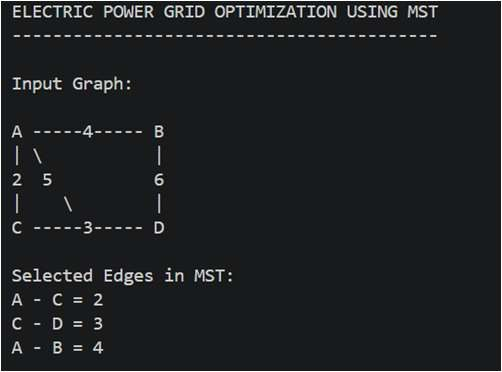 ELECTRIC POWER GRID OPTIMIZATION USING MST
------------------------------------------
Input Graph:
A -----4----- B
| \           |
2  5          6
|     \       |
C -----3----- D
Selected Edges in MST:
A - C = 2
C - D = 3
A - B = 4